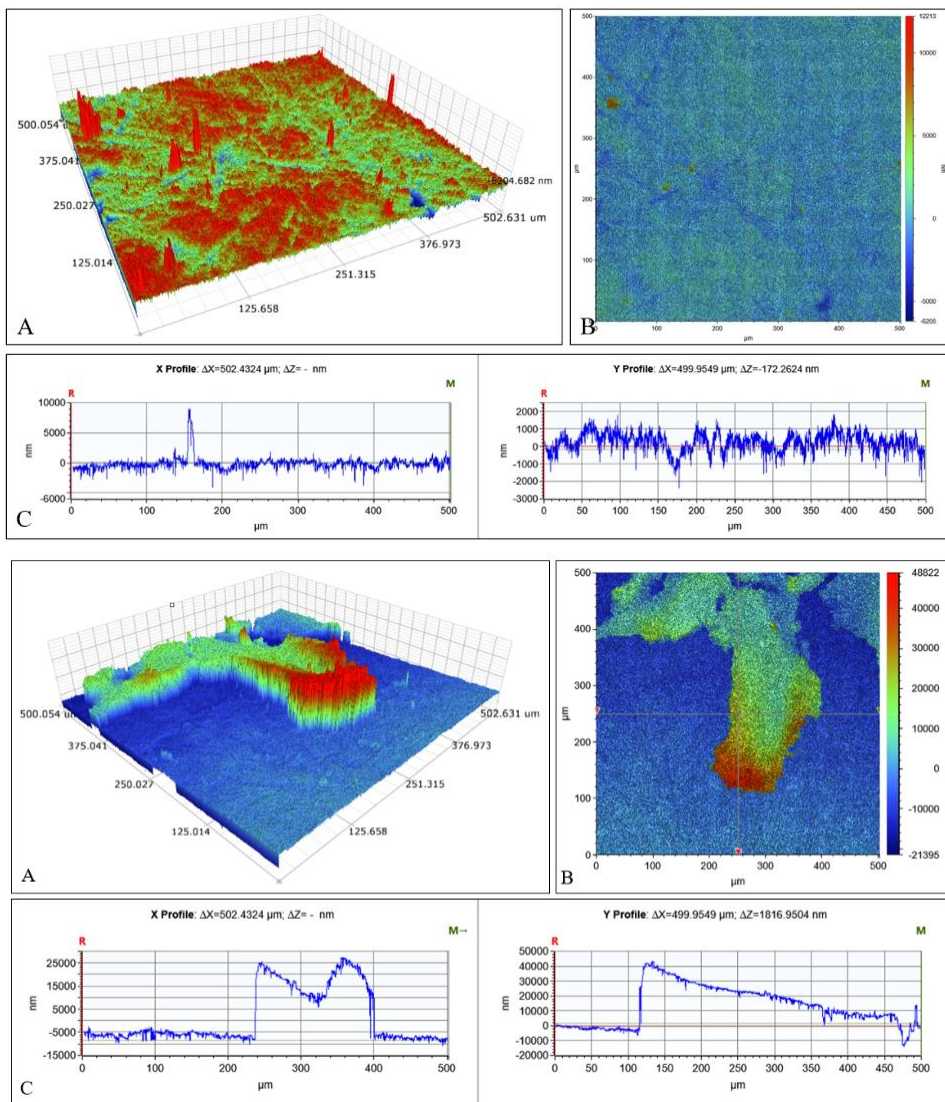 500.054 u
375.041
250.027
125.014
125.658
251.315
376.973
502.631 um
-6204.682 nm
A
500
400
300
200
100
0
µm
0 100 200 300 400 500
µm
12213
10000
5000
0
-5000
-6205
B
X Profile: ΔX=502.4324 µm; ΔZ= - nm
R
M
10000
5000
0
-6000
nm
0 100 200 300 400 500
µm
C
Y Profile: ΔX=499.9549 µm; ΔZ=-172.2624 nm
R
M
2000
1000
0
-1000
-2000
-3000
nm
0 50 100 150 200 250 300 350 400 450 500
µm
500.054 um
375.041
250.027
125.014
125.658
251.315
376.973
502.631 um
A
500
400
300
200
100
0
µm
0 100 200 300 400 500
µm
48822
40000
30000
20000
10000
0
-10000
-21395
B
X Profile: ΔX=502.4324 µm; ΔZ= - nm
R
M→
25000
15000
5000
-5000
-15000
nm
0 100 200 300 400 500
µm
C
Y Profile: ΔX=499.9549 µm; ΔZ=1816.9504 nm
R
M
50000
40000
30000
20000
10000
0
-10000
-20000
nm
0 50 100 150 200 250 300 350 400 450 500
µm